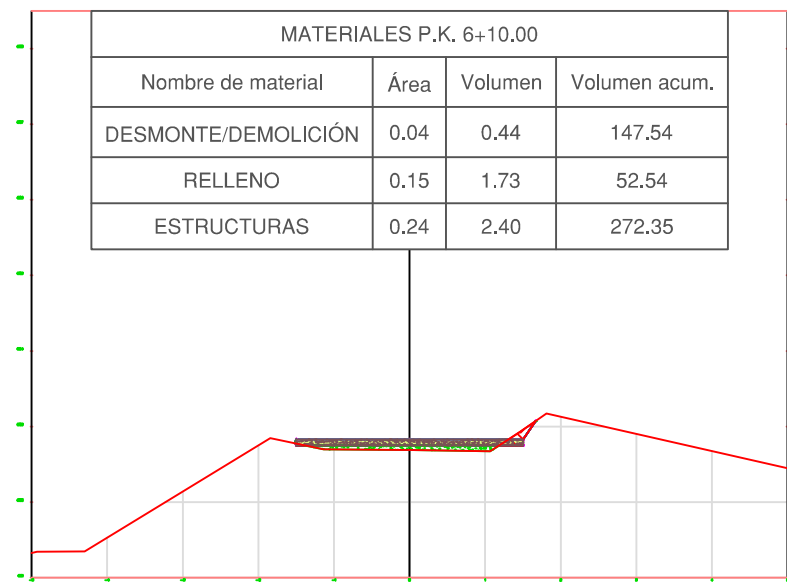 MATERIALES P.K. 6+10.00
Nombre de material Área Volumen Volumen acum.
DESMONTE/DEMOLICIÓN 0.04 0.44 147.54
RELLENO 0.15 1.73 52.54
ESTRUCTURAS 0.24 2.40 272.35